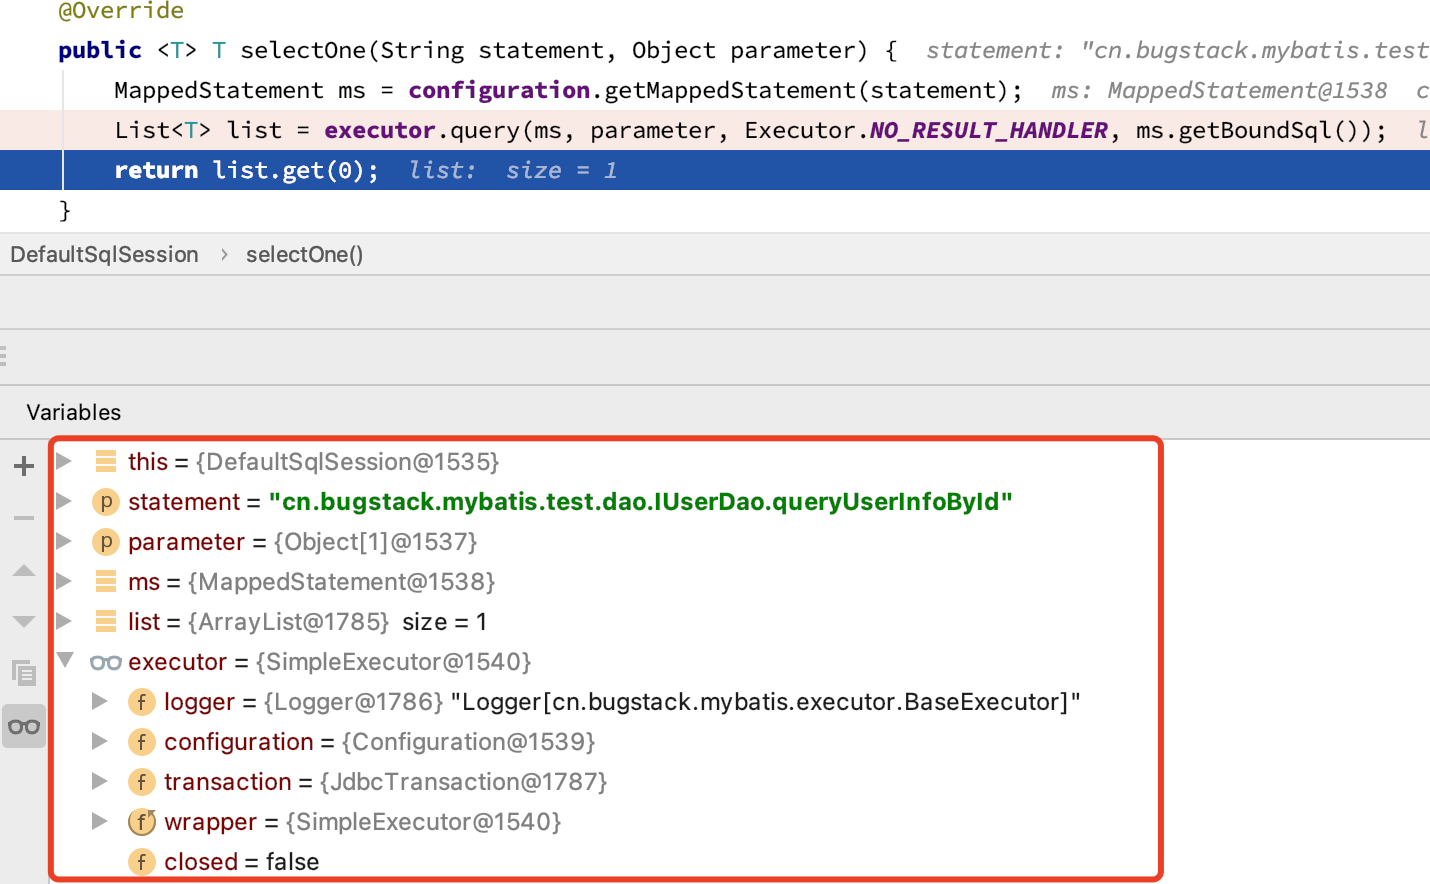 @Override
public <T> T selectOne(String statement, Object parameter) { statement: "cn.bugstack.mybatis.test
MappedStatement ms = configuration.getMappedStatement(statement); ms: MappedStatement@1538 c
List<T> list = executor.query(ms, parameter, Executor.NO_RESULT_HANDLER, ms.getBoundSql()); l
return list.get(0); list: size = 1
}
DefaultSqlSession › selectOne()
Variables
this = {DefaultSqlSession@1535}
p statement = "cn.bugstack.mybatis.test.dao.IUserDao.queryUserInfoById"
p parameter = {Object[1]@1537}
ms = {MappedStatement@1538}
list = {ArrayList@1785} size = 1
executor = {SimpleExecutor@1540}
f logger = {Logger@1786} "Logger[cn.bugstack.mybatis.executor.BaseExecutor]"
f configuration = {Configuration@1539}
f transaction = {JdbcTransaction@1787}
f wrapper = {SimpleExecutor@1540}
f closed = false